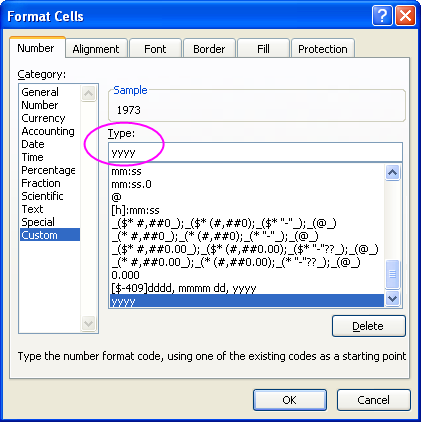 Format Cells
Number Alignment Font Border Fill Protection
Category:
General
Number
Currency
Accounting
Date
Time
Percentage
Fraction
Scientific
Text
Special
Custom
Sample
1973
Type:
yyyy
mm:ss
mm:ss.0
@
[h]:mm:ss
_($* #,##0_);_($* (#,##0);_($* "-"_);_(@_)
_(* #,##0_);_(* (#,##0);_(* "-"_);_(@_)
_($* #,##0.00_);_($* (#,##0.00);_($* "-"??_);_(@_)
_(* #,##0.00_);_(* (#,##0.00);_(* "-"??_);_(@_)
0.000
[$-409]dddd, mmmm dd, yyyy
yyyy
Delete
Type the number format code, using one of the existing codes as a starting point
OK Cancel